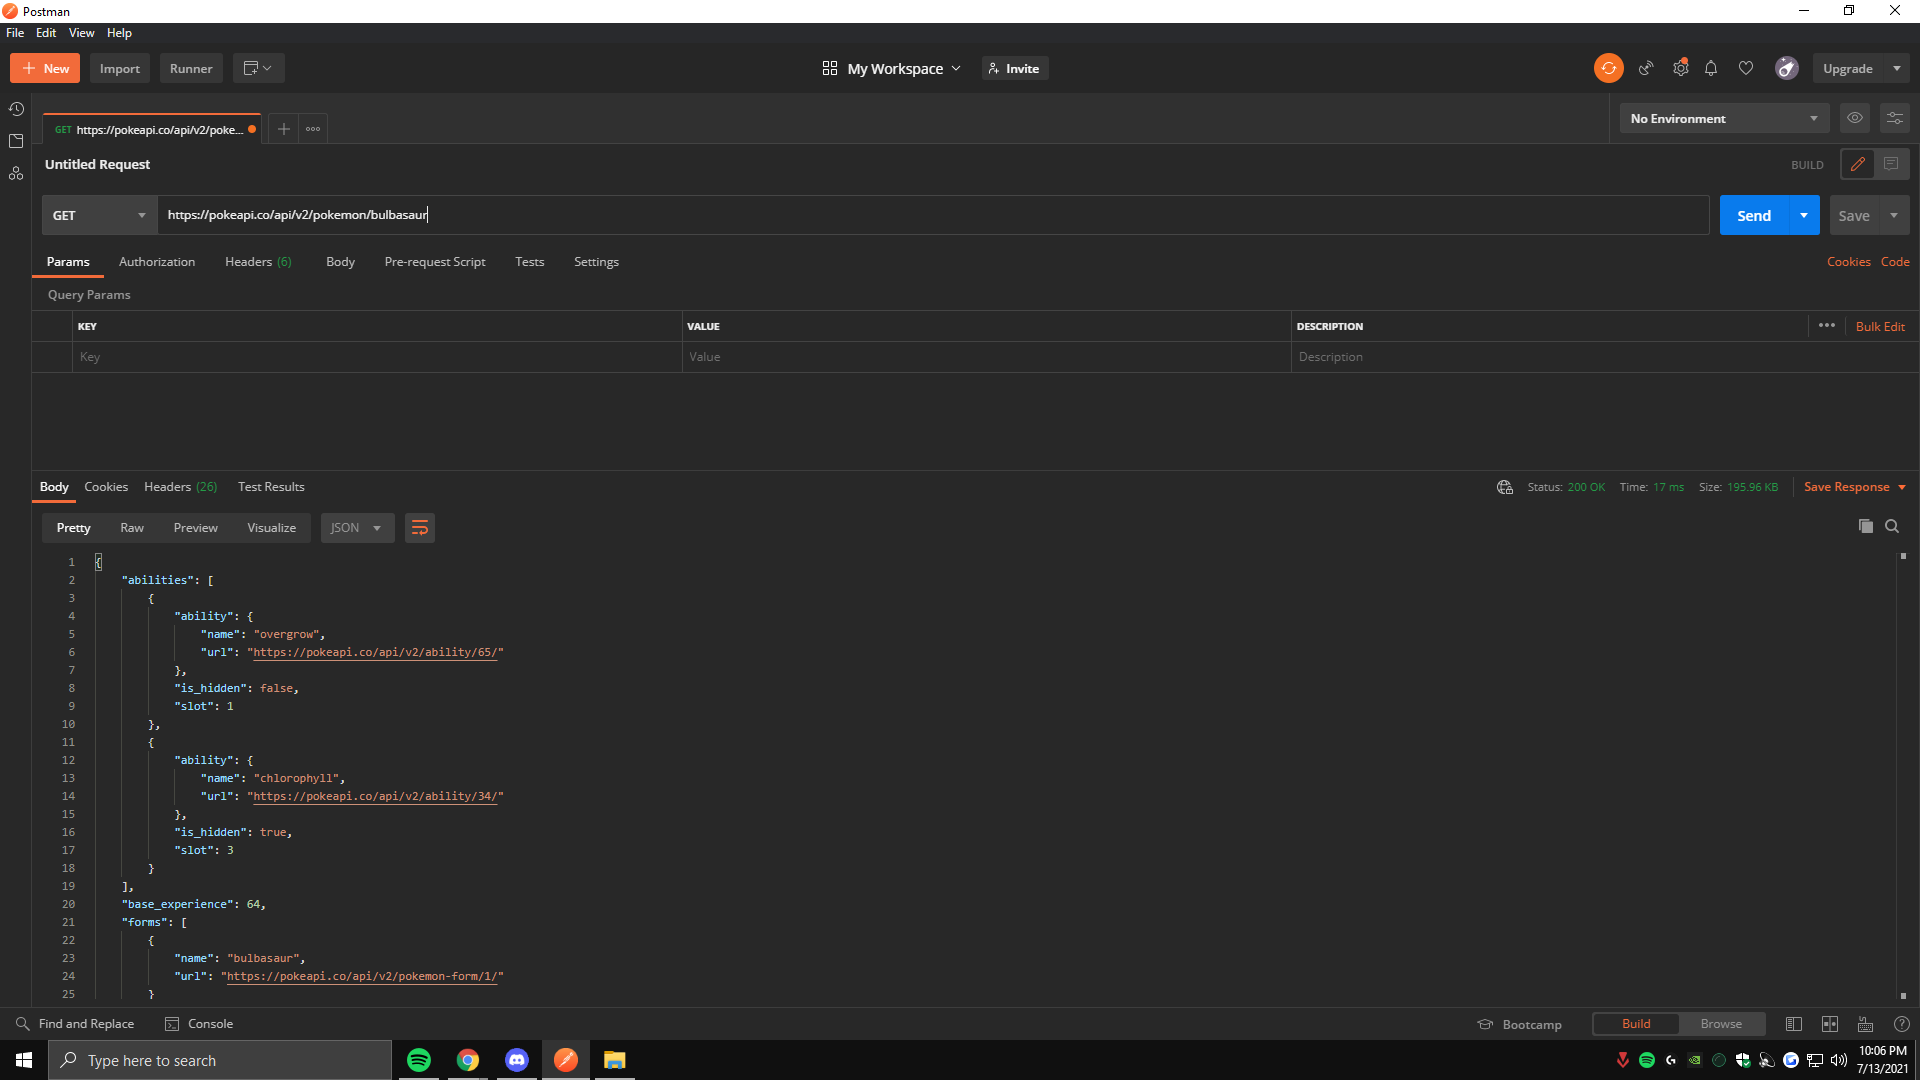 Postman
File Edit View Help
New Import Runner My Workspace Invite Upgrade
GET https://pokeapi.co/api/v2/poke... No Environment
Untitled Request BUILD
GET https://pokeapi.co/api/v2/pokemon/bulbasaur Send Save
Params Authorization Headers (6) Body Pre-request Script Tests Settings Cookies Code
Query Params
KEY VALUE DESCRIPTION Bulk Edit
Key Value Description
Body Cookies Headers (26) Test Results Status: 200 OK Time: 17 ms Size: 195.96 KB Save Response
Pretty Raw Preview Visualize JSON
1 {
2 "abilities": [
3 {
4 "ability": {
5 "name": "overgrow",
6 "url": "https://pokeapi.co/api/v2/ability/65/"
7 },
8 "is_hidden": false,
9 "slot": 1
10 },
11 {
12 "ability": {
13 "name": "chlorophyll",
14 "url": "https://pokeapi.co/api/v2/ability/34/"
15 },
16 "is_hidden": true,
17 "slot": 3
18 }
19 ],
20 "base_experience": 64,
21 "forms": [
22 {
23 "name": "bulbasaur",
24 "url": "https://pokeapi.co/api/v2/pokemon-form/1/"
25 }
Find and Replace Console Bootcamp Build Browse
Type here to search 10:06 PM
7/13/2021